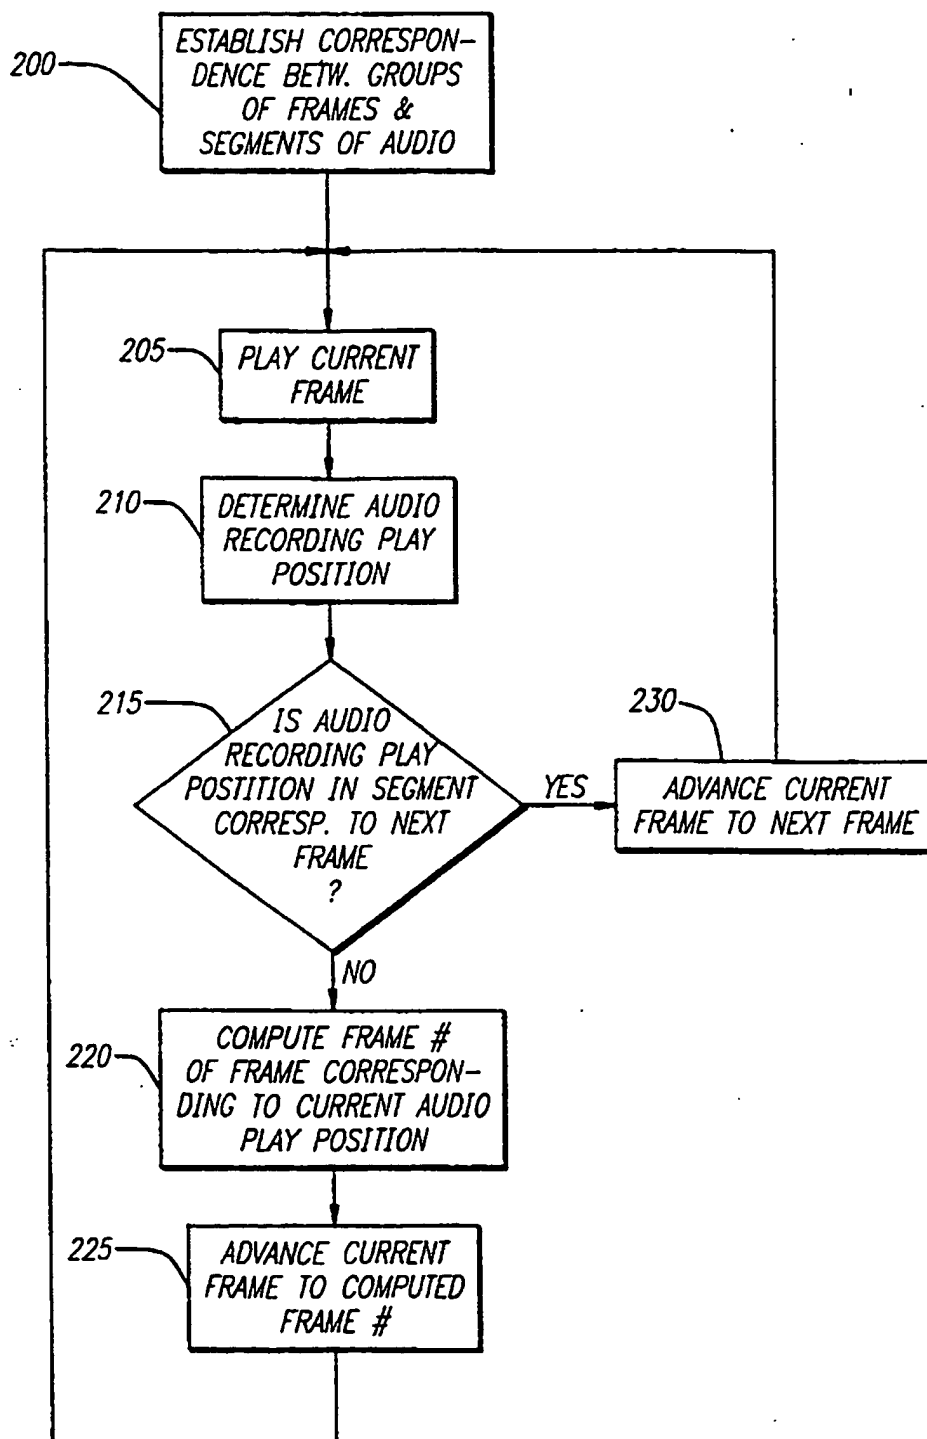 200
ESTABLISH CORRESPON-
DENCE BETW. GROUPS
OF FRAMES &
SEGMENTS OF AUDIO
205
PLAY CURRENT
FRAME
210
DETERMINE AUDIO
RECORDING PLAY
POSITION
215
IS AUDIO
RECORDING PLAY
POSTITION IN SEGMENT
CORRESP. TO NEXT
FRAME
?
YES
230
ADVANCE CURRENT
FRAME TO NEXT FRAME
NO
220
COMPUTE FRAME #
OF FRAME CORRESPON-
DING TO CURRENT AUDIO
PLAY POSITION
225
ADVANCE CURRENT
FRAME TO COMPUTED
FRAME #